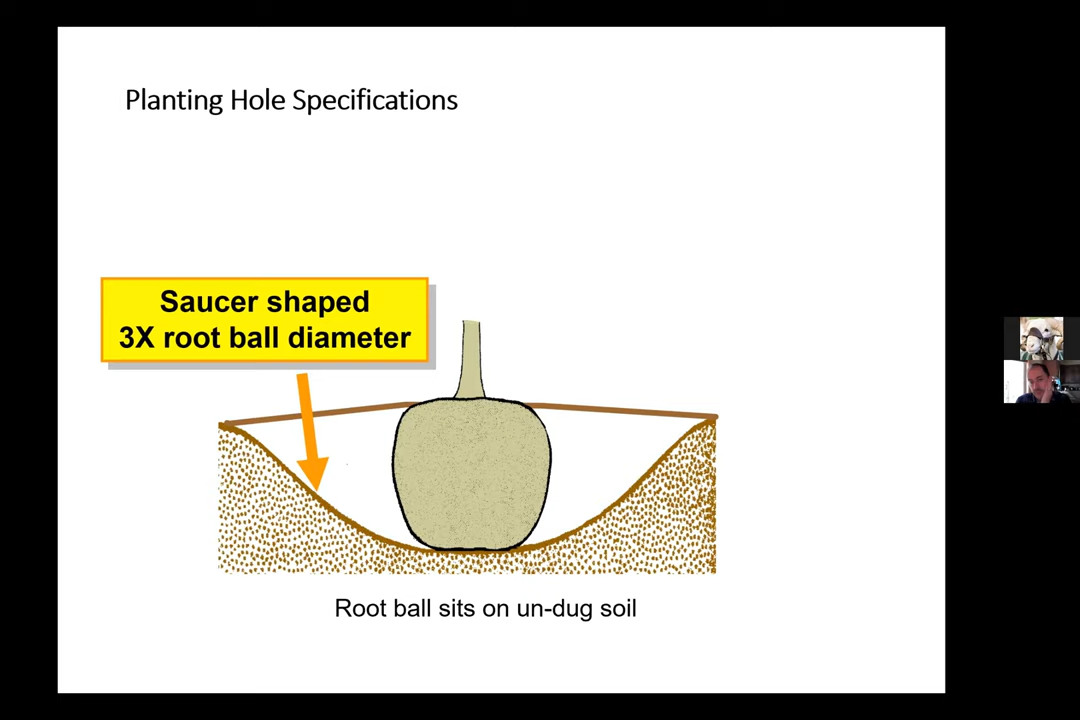 Planting Hole Specifications
Saucer shaped
3X root ball diameter
Root ball sits on un-dug soil